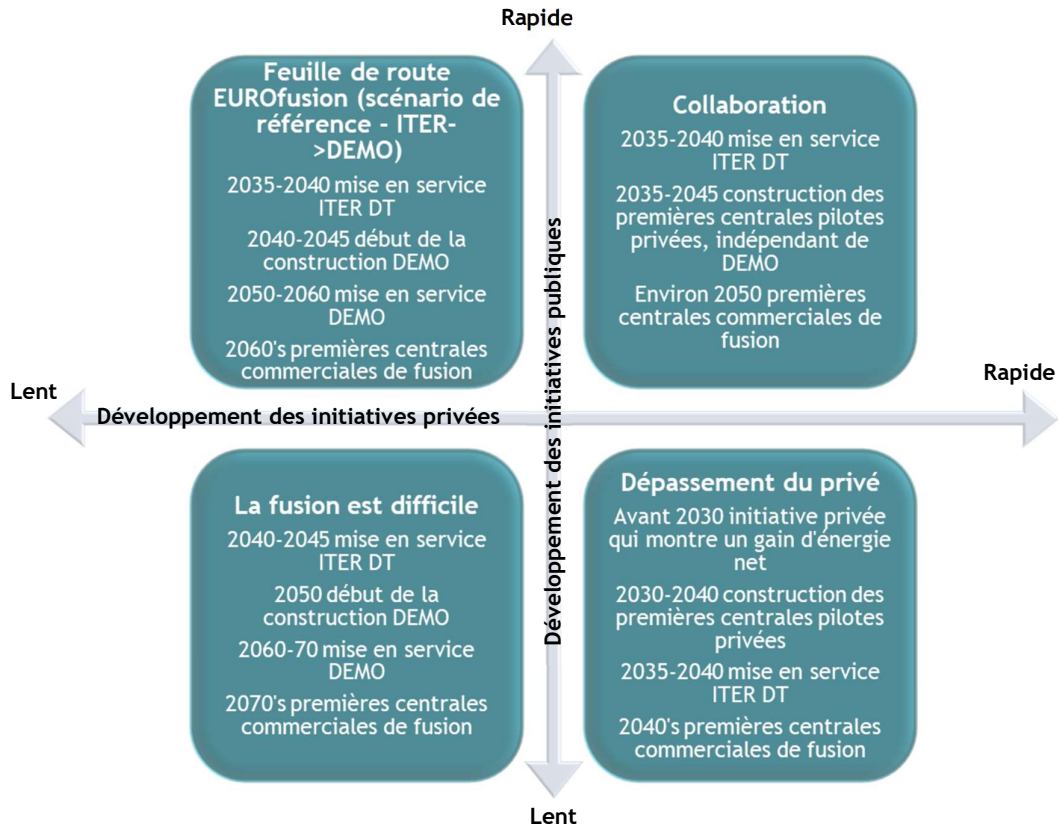 Rapide
Feuille de route
EUROfusion (scénario de
référence - ITER-
>DEMO)
2035-2040 mise en service
ITER DT
2040-2045 début de la
construction DEMO
2050-2060 mise en service
DEMO
2060's premières centrales
commerciales de fusion
Collaboration
2035-2040 mise en service
ITER DT
2035-2045 construction des
premières centrales pilotes
privées, indépendant de
DEMO
Environ 2050 premières
centrales commerciales de
fusion
Lent
Rapide
Développement des initiatives privées
Développement des initiatives publiques
La fusion est difficile
2040-2045 mise en service
ITER DT
2050 début de la
construction DEMO
2060-70 mise en service
DEMO
2070's premières centrales
commerciales de fusion
Dépassement du privé
Avant 2030 initiative privée
qui montre un gain d'énergie
net
2030-2040 construction des
premières centrales pilotes
privées
2035-2040 mise en service
ITER DT
2040's premières centrales
commerciales de fusion
Lent